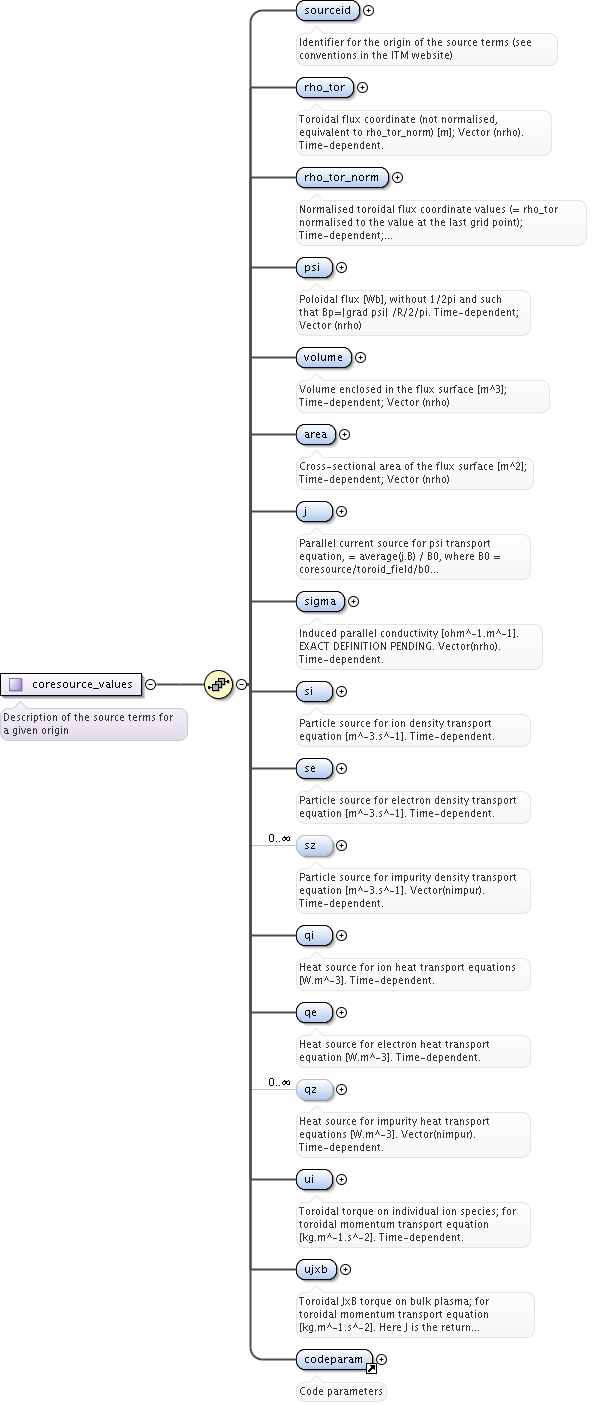 sourceid
Identifier for the origin of the source terms (see
conventions in the ITM website)
rho_tor
Toroidal flux coordinate (not normalised,
equivalent to rho_tor_norm) [m]; Vector (nrho).
Time-dependent.
rho_tor_norm
Normalised toroidal flux coordinate values (= rho_tor
normalised to the value at the last grid point);
Time-dependent;...
psi
Poloidal flux [Wb], without 1/2pi and such
that Bp=|grad psi| /R/2/pi. Time-dependent;
Vector (nrho)
volume
Volume enclosed in the flux surface [m^3];
Time-dependent; Vector (nrho)
area
Cross-sectional area of the flux surface [m^2];
Time-dependent; Vector (nrho)
j
Parallel current source for psi transport
equation, = average(j.B) / B0, where B0 =
coresource/toroid_field/b0...
sigma
Induced parallel conductivity [ohm^-1.m^-1].
EXACT DEFINITION PENDING. Vector(nrho).
Time-dependent.
coresource_values
Description of the source terms for
a given origin
si
Particle source for ion density transport
equation [m^-3.s^-1]. Time-dependent.
se
Particle source for electron density transport
equation [m^-3.s^-1]. Time-dependent.
0..∞
sz
Particle source for impurity density transport
equation [m^-3.s^-1]. Vector(nimpur).
Time-dependent.
qi
Heat source for ion heat transport equations
[W.m^-3]. Time-dependent.
qe
Heat source for electron heat transport
equation [W.m^-3]. Time-dependent.
0..∞
qz
Heat source for impurity heat transport
equations [W.m^-3]. Vector(nimpur).
Time-dependent.
ui
Toroidal torque on individual ion species; for
toroidal momentum transport equation
[kg.m^-1.s^-2]. Time-dependent.
ujxb
Toroidal JxB torque on bulk plasma; for
toroidal momentum transport equation
[kg.m^-1.s^-2]. Here J is the return...
codeparam
Code parameters